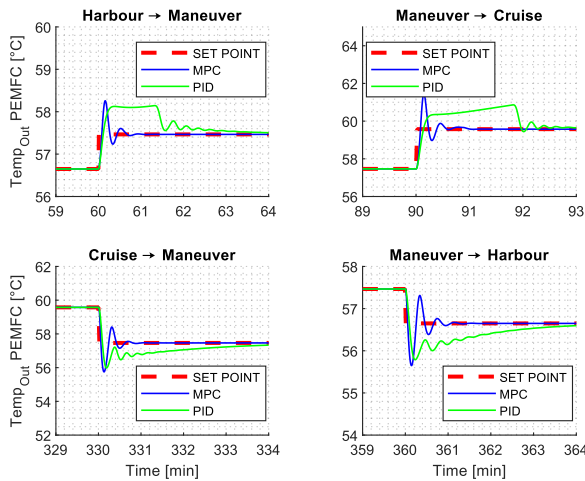 Harbour → Maneuver
Temp_Out PEMFC [°C]
60
59
58
57
56
59 60 61 62 63 64
SET POINT
MPC
PID
Maneuver → Cruise
64
62
60
58
56
89 90 91 92 93
SET POINT
MPC
PID
Cruise → Maneuver
Temp_Out PEMFC [°C]
62
60
58
56
54
52
329 330 331 332 333 334
Time [min]
SET POINT
MPC
PID
Maneuver → Harbour
58
57
56
55
54
359 360 361 362 363 364
Time [min]
SET POINT
MPC
PID